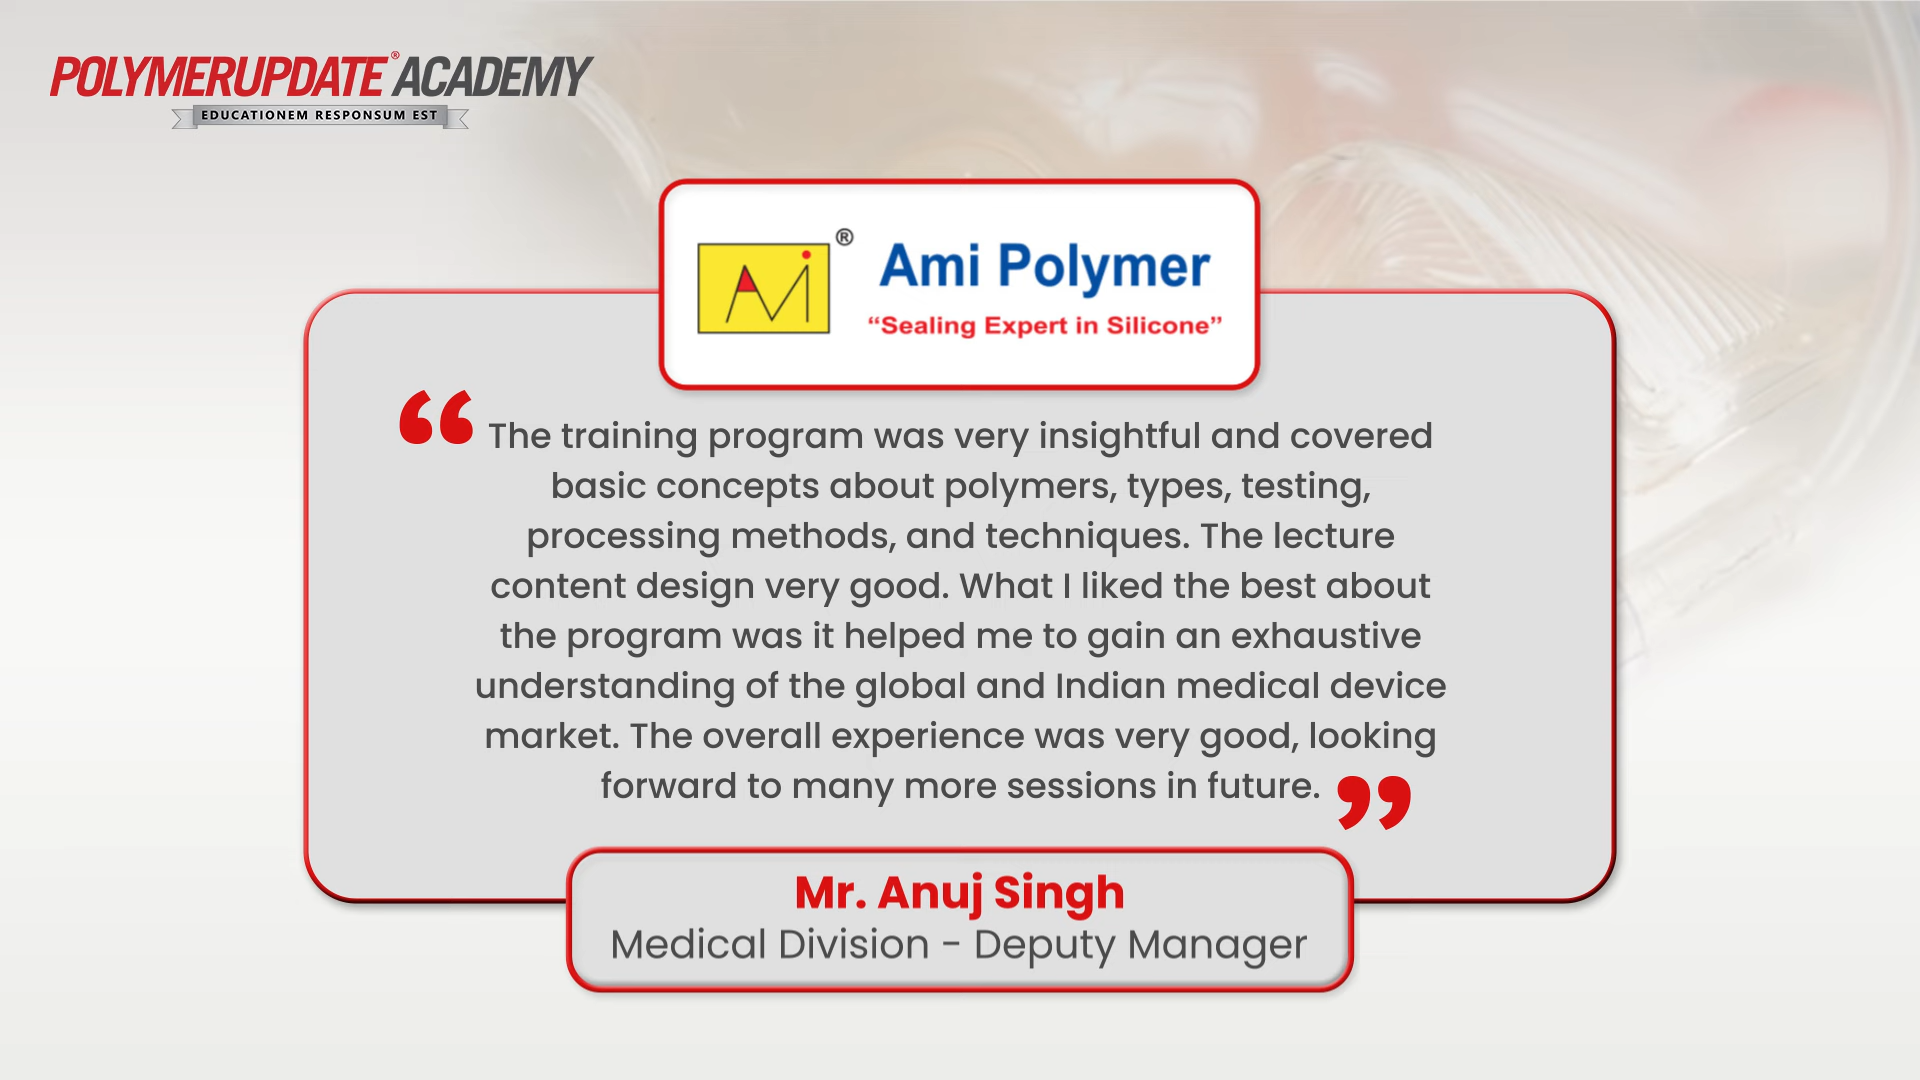 POLYMERUPDATE® ACADEMY
EDUCATIONEM RESPONSUM EST
AMi ®
Ami Polymer
“Sealing Expert in Silicone”
“The training program was very insightful and covered
basic concepts about polymers, types, testing,
processing methods, and techniques. The lecture
content design very good. What I liked the best about
the program was it helped me to gain an exhaustive
understanding of the global and Indian medical device
market. The overall experience was very good, looking
forward to many more sessions in future.”
Mr. Anuj Singh
Medical Division - Deputy Manager